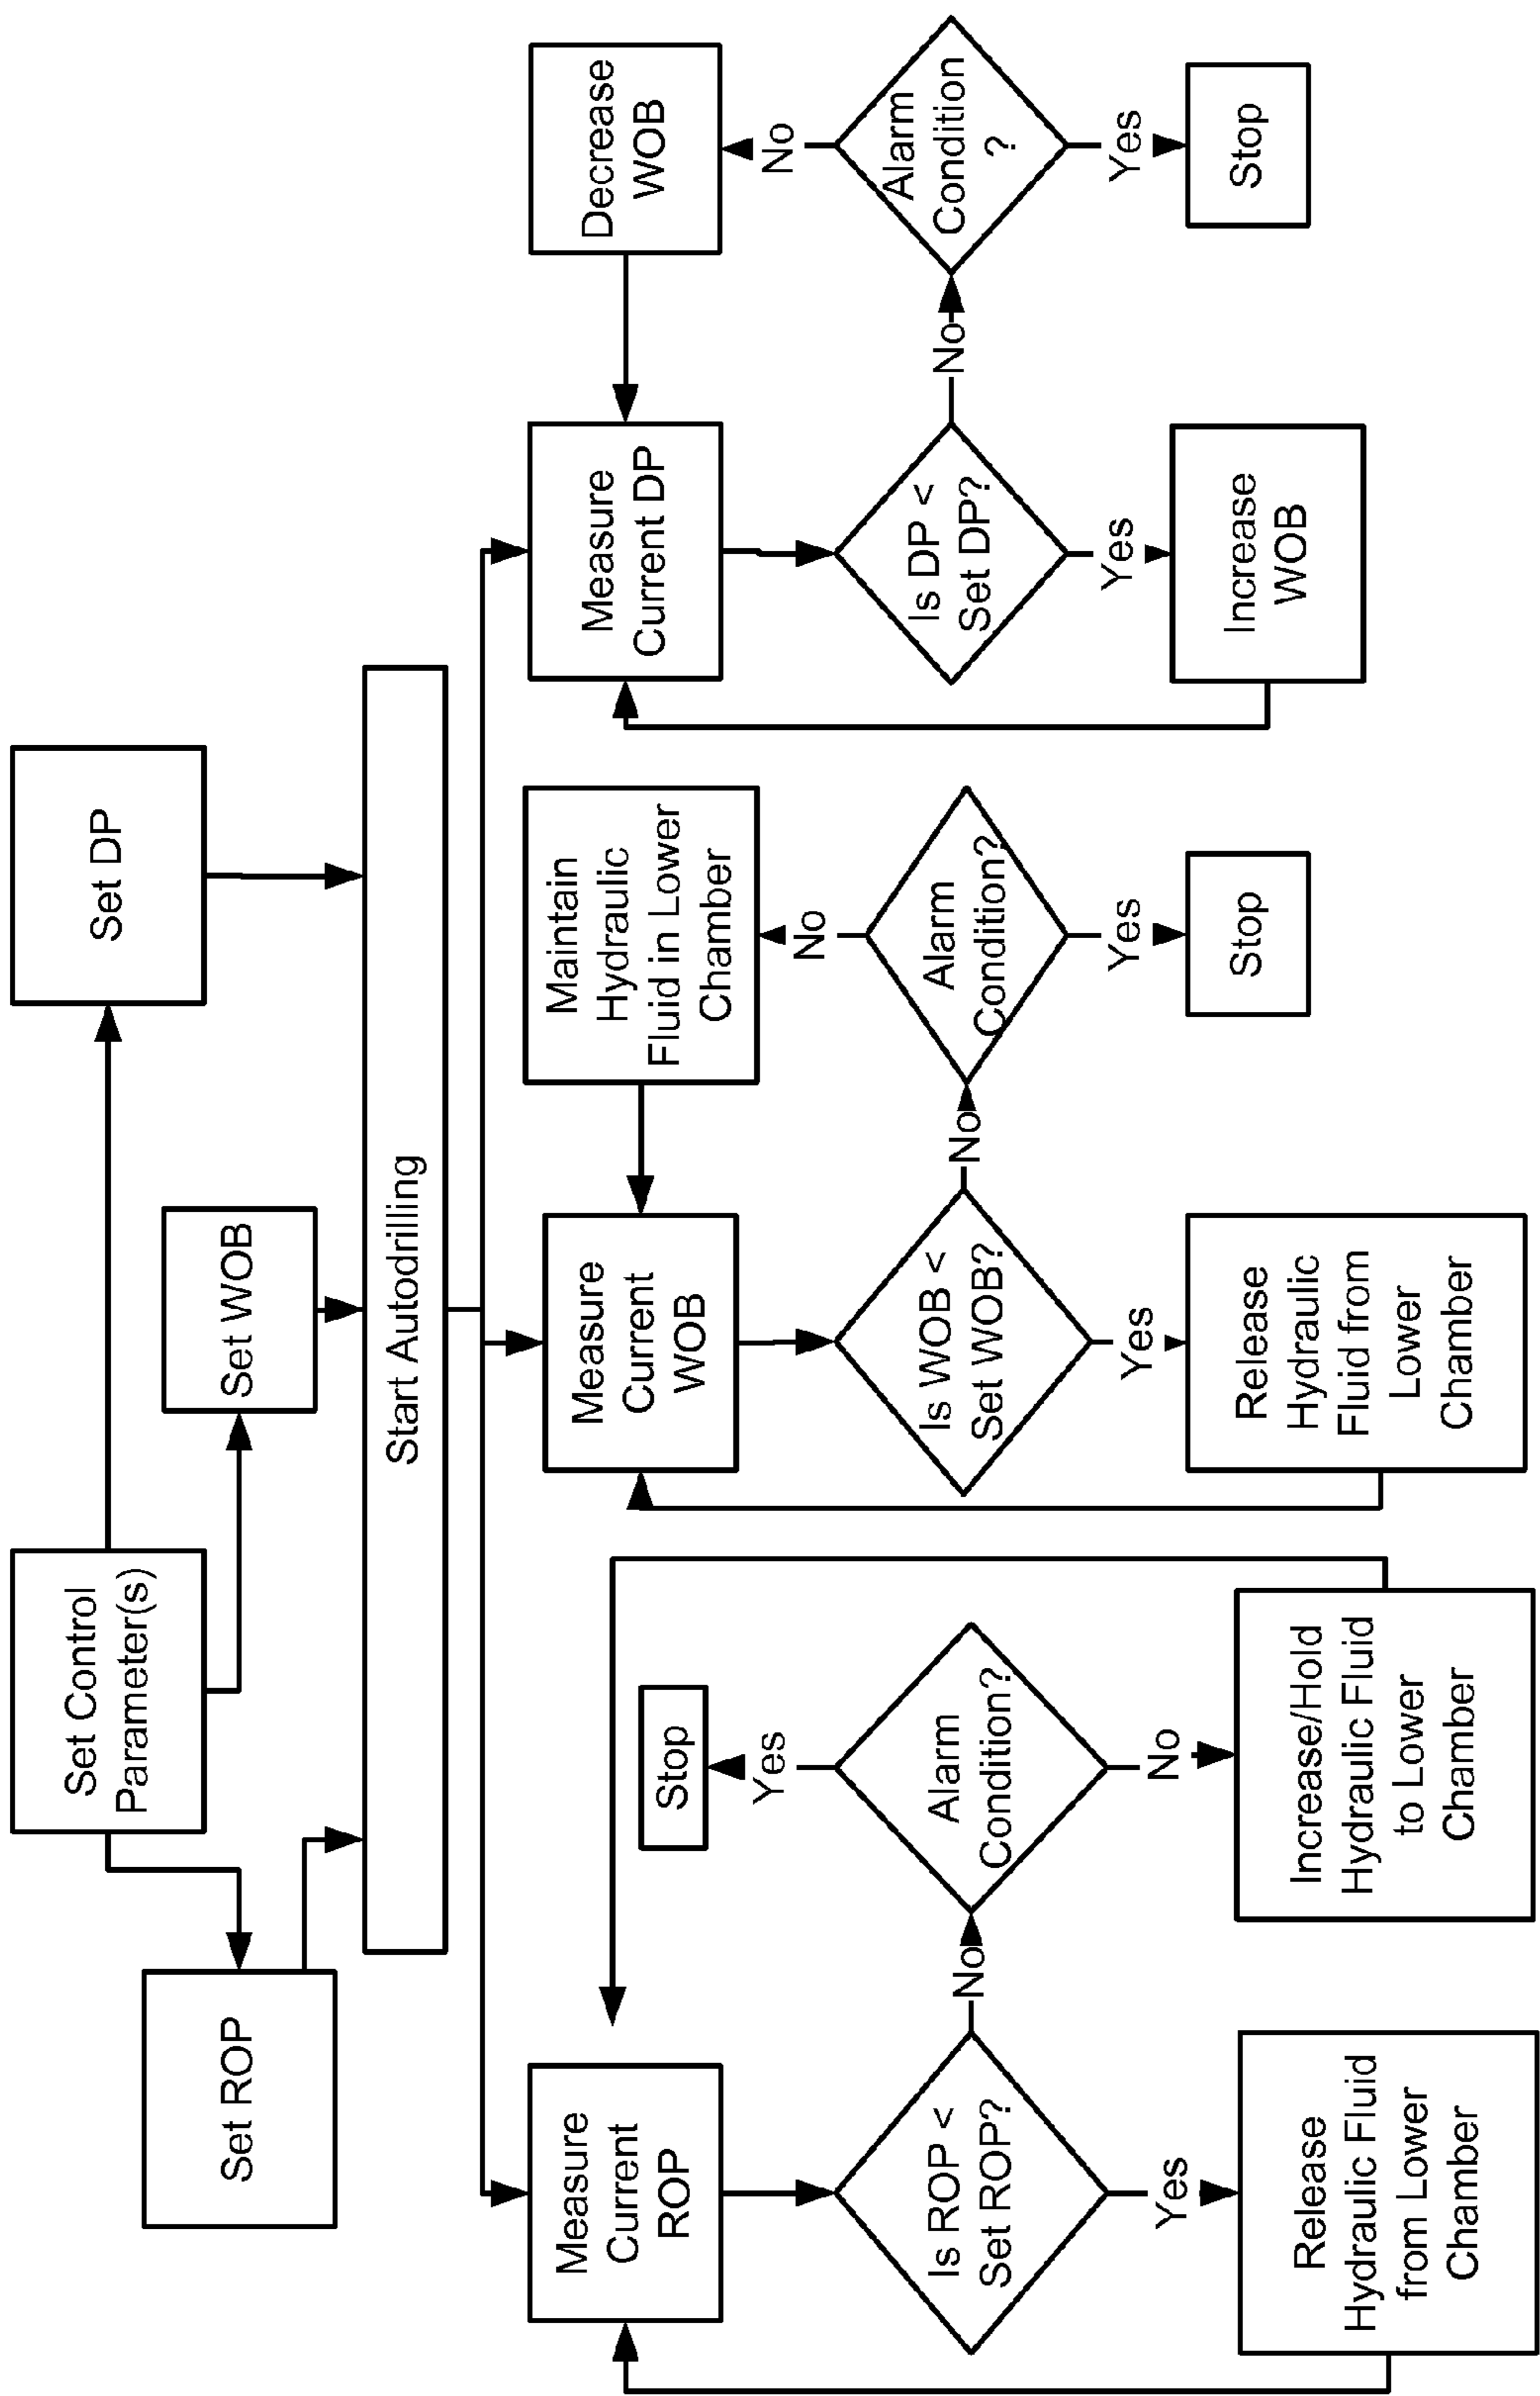 Set Control
Parameter(s)
Set DP
Set ROP
Set WOB
Start Autodrilling
Measure
Current
ROP
Is ROP <
Set ROP?
No
Yes
Release
Hydraulic Fluid
from Lower
Chamber
Stop
Yes
Alarm
Condition?
No
Increase/Hold
Hydraulic Fluid
to Lower
Chamber
Measure
Current
WOB
Is WOB <
Set WOB?
No
Yes
Release
Hydraulic
Fluid from
Lower
Chamber
Maintain
Hydraulic
Fluid in Lower
Chamber
No
Alarm
Condition?
Yes
Stop
Measure
Current DP
Is DP <
Set DP?
No
Yes
Increase
WOB
Decrease
WOB
No
Alarm
Condition
?
Yes
Stop